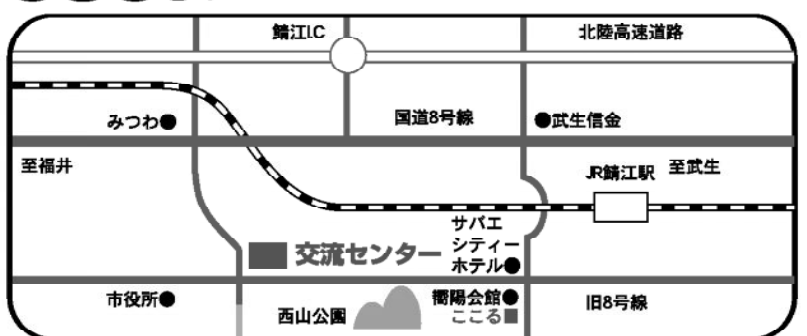 鯖江I.C
北陸高速道路
みつわ●
国道8号線
●武生信金
至福井
JR鯖江駅
至武生
サバエ
シティー
ホテル●
■交流センター
市役所●
西山公園
嚮陽会館●
こころ■
旧8号線